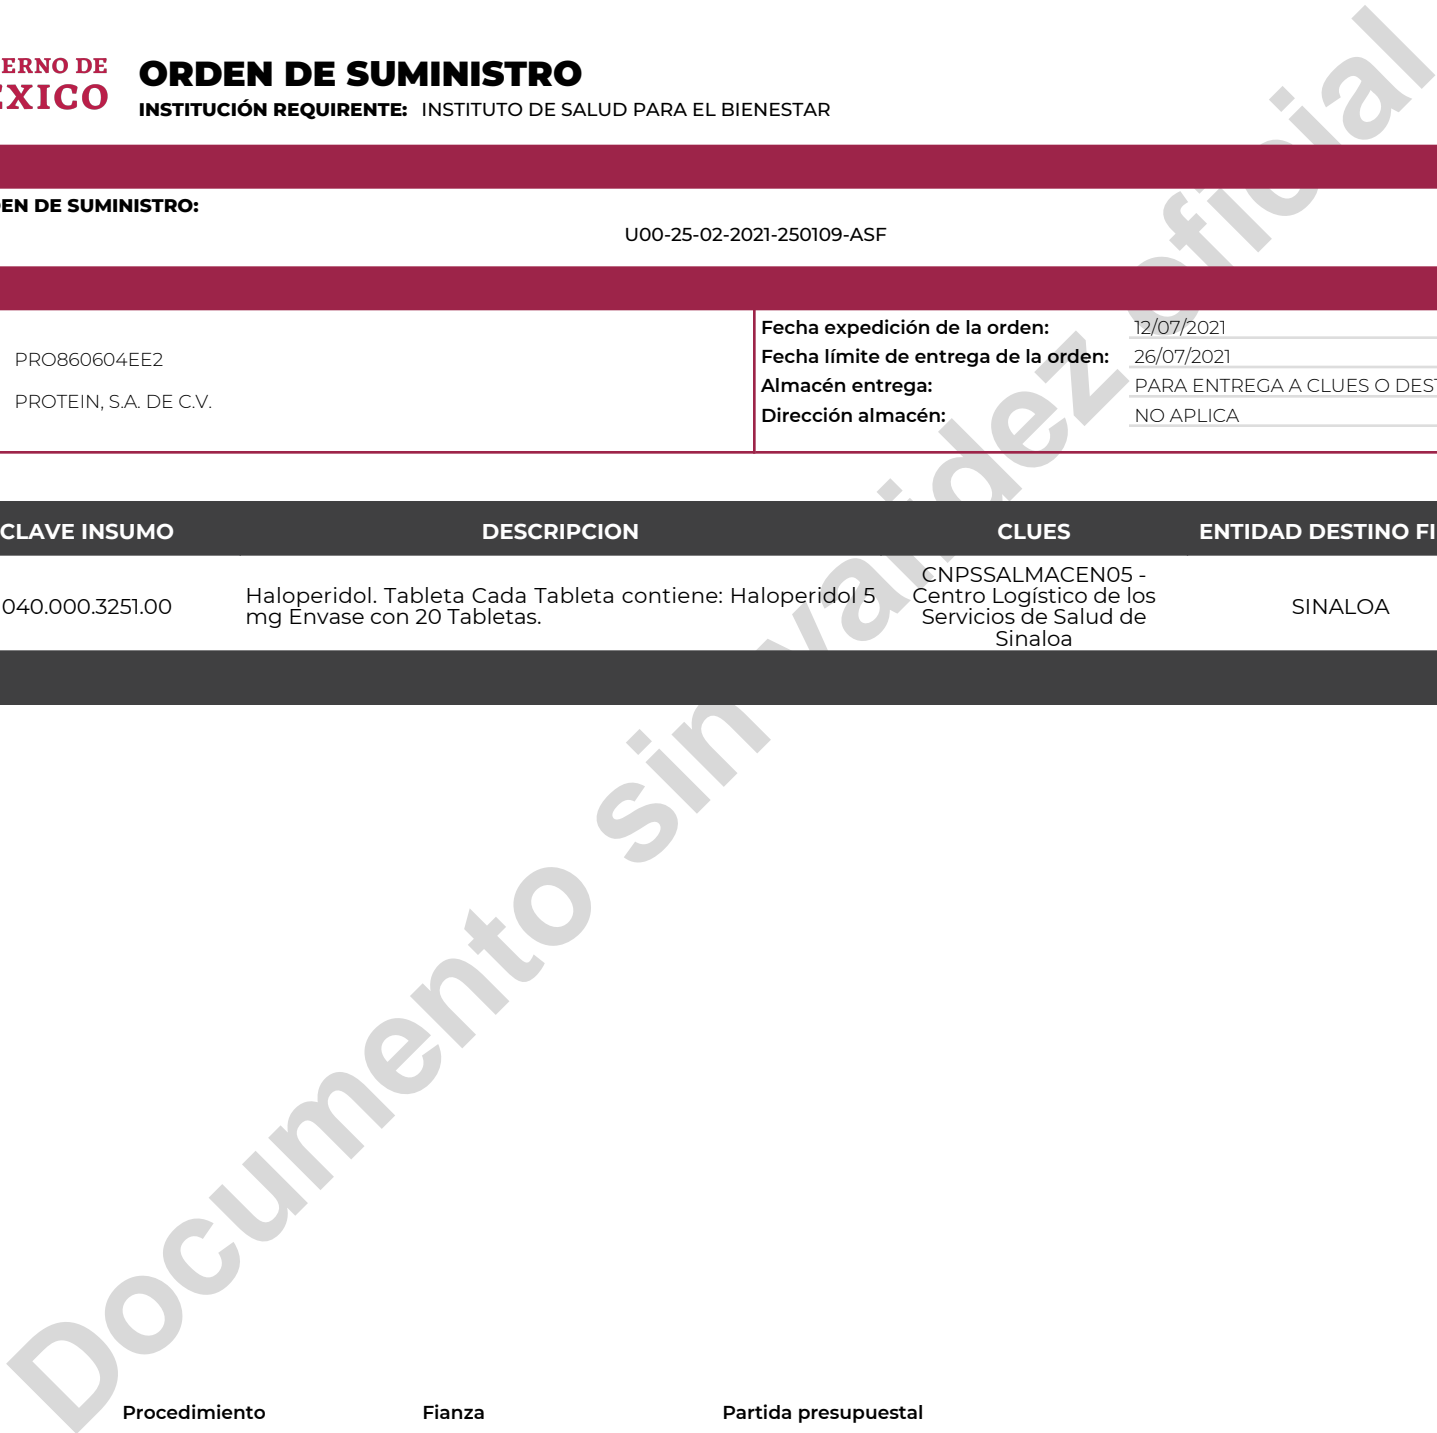 ERNO DE
EXICO
ORDEN DE SUMINISTRO
INSTITUCIÓN REQUIRENTE: INSTITUTO DE SALUD PARA EL BIENESTAR
EN DE SUMINISTRO:
U00-25-02-2021-250109-ASF
PRO860604EE2
PROTEIN, S.A. DE C.V.
Fecha expedición de la orden: 12/07/2021
Fecha límite de entrega de la orden: 26/07/2021
Almacén entrega: PARA ENTREGA A CLUES O DEST
Dirección almacén: NO APLICA
CLAVE INSUMO DESCRIPCION CLUES ENTIDAD DESTINO FI
040.000.3251.00
Haloperidol. Tableta Cada Tableta contiene: Haloperidol 5
mg Envase con 20 Tabletas.
CNPSSALMACEN05 -
Centro Logístico de los
Servicios de Salud de
Sinaloa
SINALOA
Documento sin validez oficial
Procedimiento Fianza Partida presupuestal